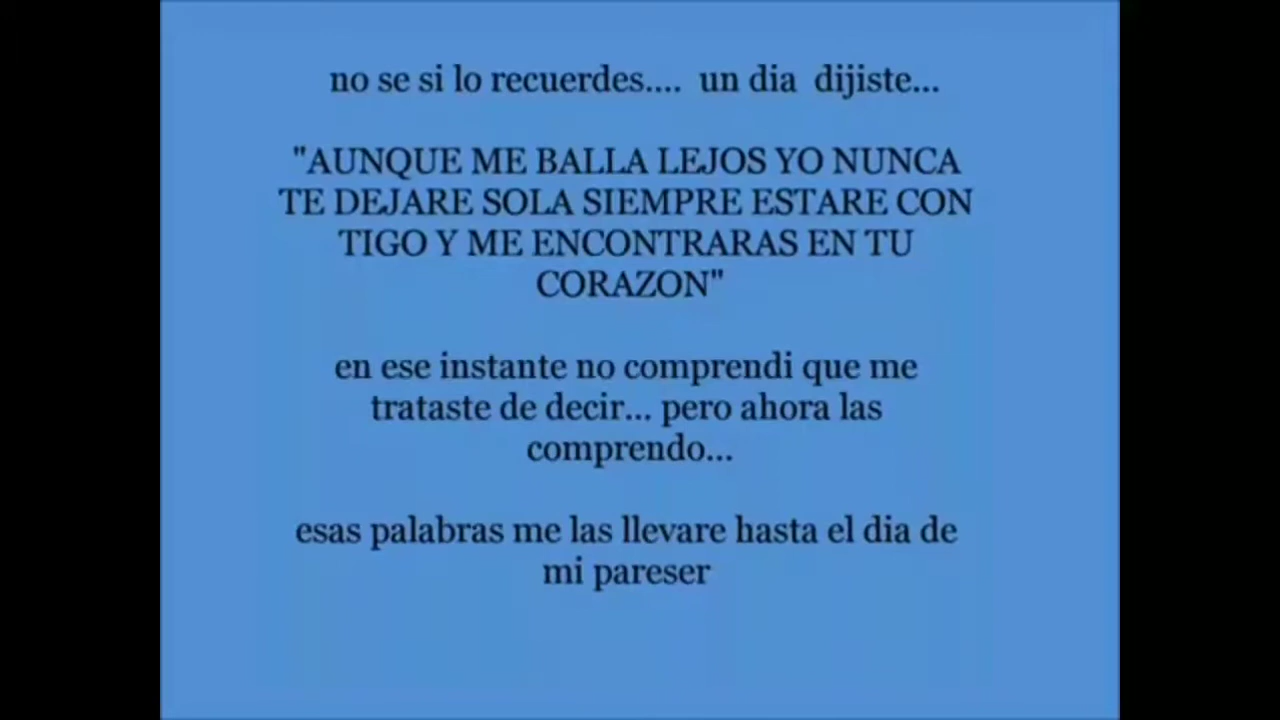 no se si lo recuerdes.... un dia dijiste...
"AUNQUE ME BALLA LEJOS YO NUNCA
TE DEJARE SOLA SIEMPRE ESTARE CON
TIGO Y ME ENCONTRARAS EN TU
CORAZON"
en ese instante no comprendi que me
trataste de decir... pero ahora las
comprendo...
esas palabras me las llevare hasta el dia de
mi pareser